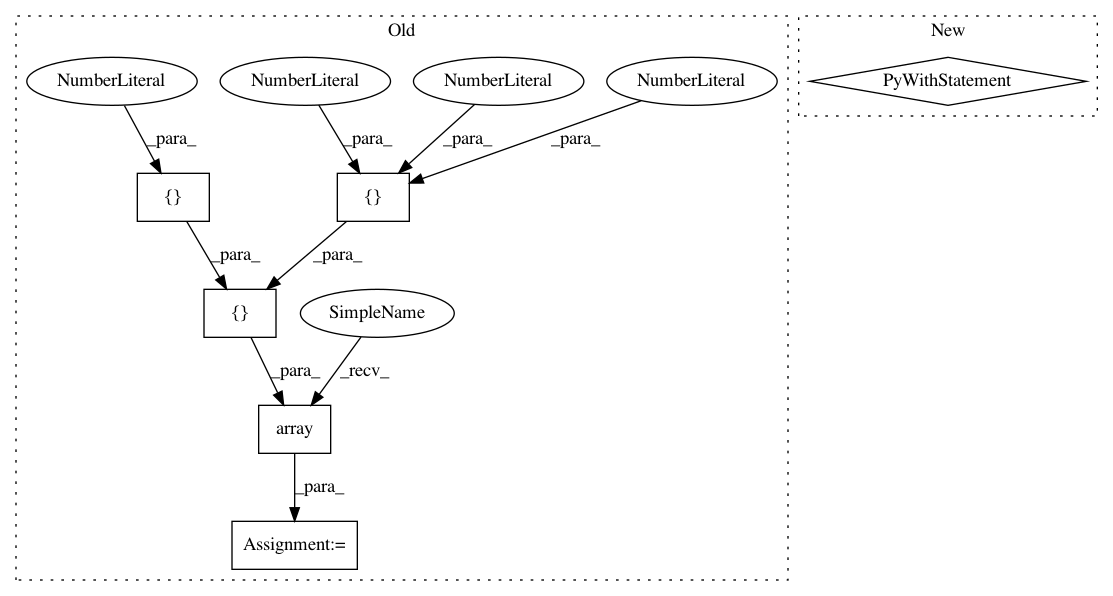 Old
New
NumberLiteral
NumberLiteral
NumberLiteral
NumberLiteral
PyWithStatement
_para_
_para_
_para_
_para_
{}
{}
_para_
_para_
{}
SimpleName
_para_
_recv_
array
_para_
Assignment:=